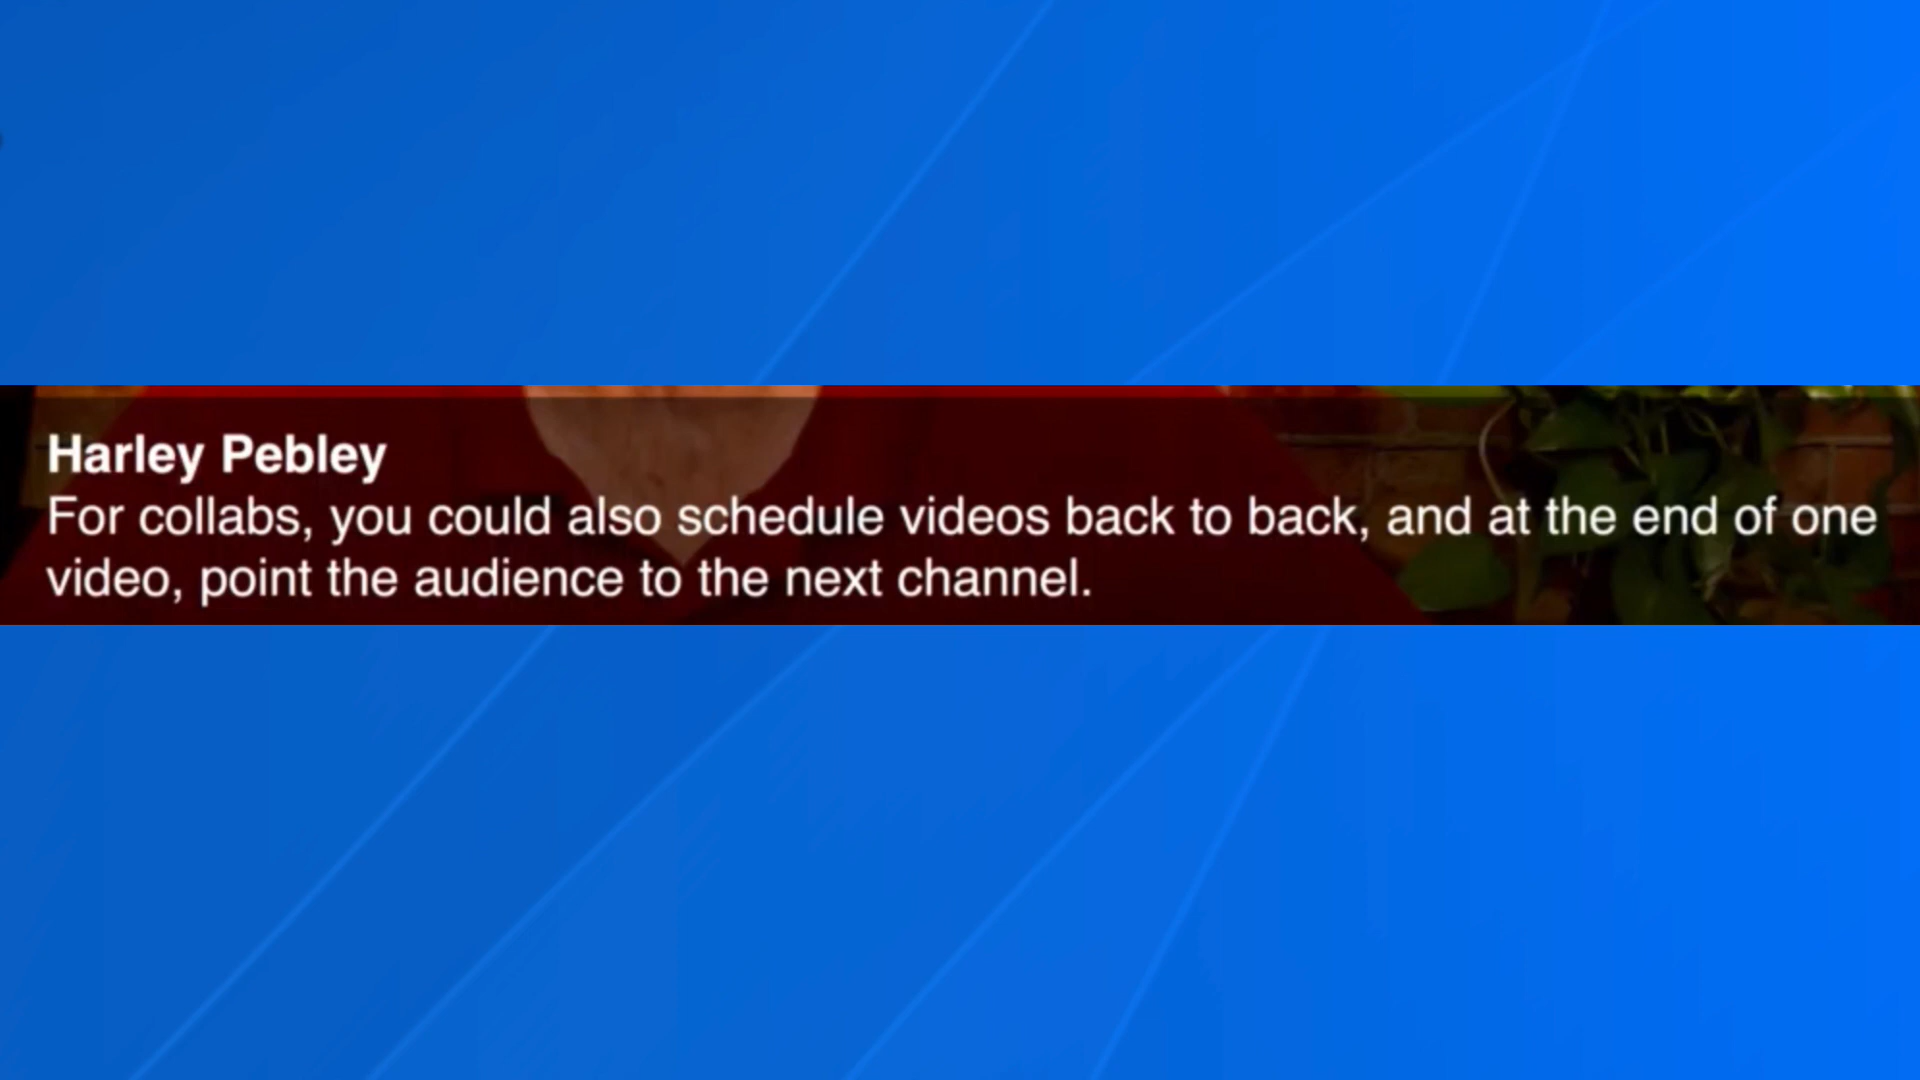 Harley Pebley
For collabs, you could also schedule videos back to back, and at the end of one
video, point the audience to the next channel.